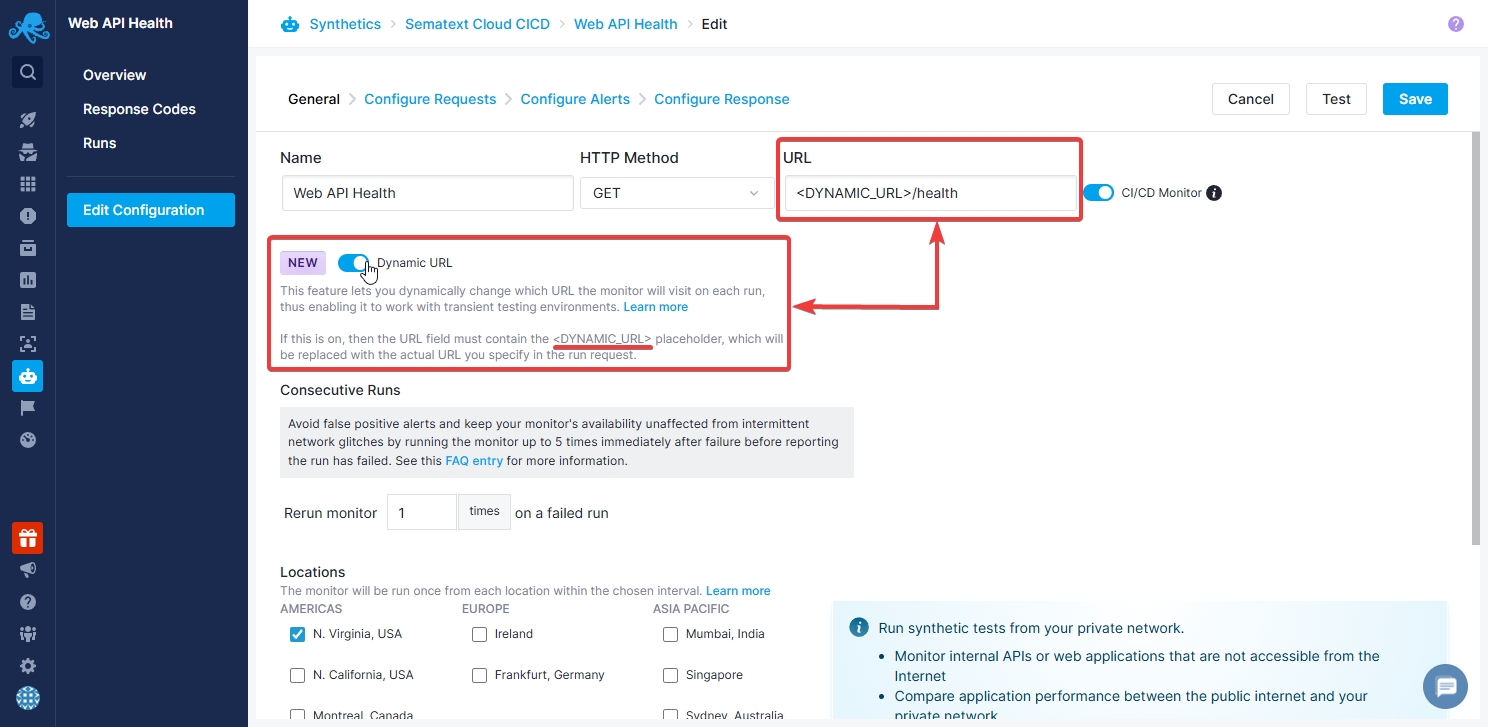 Web API Health
Overview
Response Codes
Runs
Edit Configuration
Synthetics > Sematext Cloud CICD > Web API Health > Edit
?
General > Configure Requests > Configure Alerts > Configure Response
Cancel
Test
Save
Name
HTTP Method
URL
Web API Health
GET
<DYNAMIC_URL>/health
CI/CD Monitor
NEW
Dynamic URL
This feature lets you dynamically change which URL the monitor will visit on each run,
thus enabling it to work with transient testing environments. Learn more
If this is on, then the URL field must contain the <DYNAMIC_URL> placeholder, which will
be replaced with the actual URL you specify in the run request.
Consecutive Runs
Avoid false positive alerts and keep your monitor's availability unaffected from intermittent
network glitches by running the monitor up to 5 times immediately after failure before reporting
the run has failed. See this FAQ entry for more information.
Rerun monitor 1 times on a failed run
Locations
The monitor will be run once from each location within the chosen interval. Learn more
AMERICAS
N. Virginia, USA
N. California, USA
Montreal, Canada
EUROPE
Ireland
Frankfurt, Germany
ASIA PACIFIC
Mumbai, India
Singapore
Sydney, Australia
Run synthetic tests from your private network.
• Monitor internal APIs or web applications that are not accessible from the
Internet
• Compare application performance between the public internet and your
private network